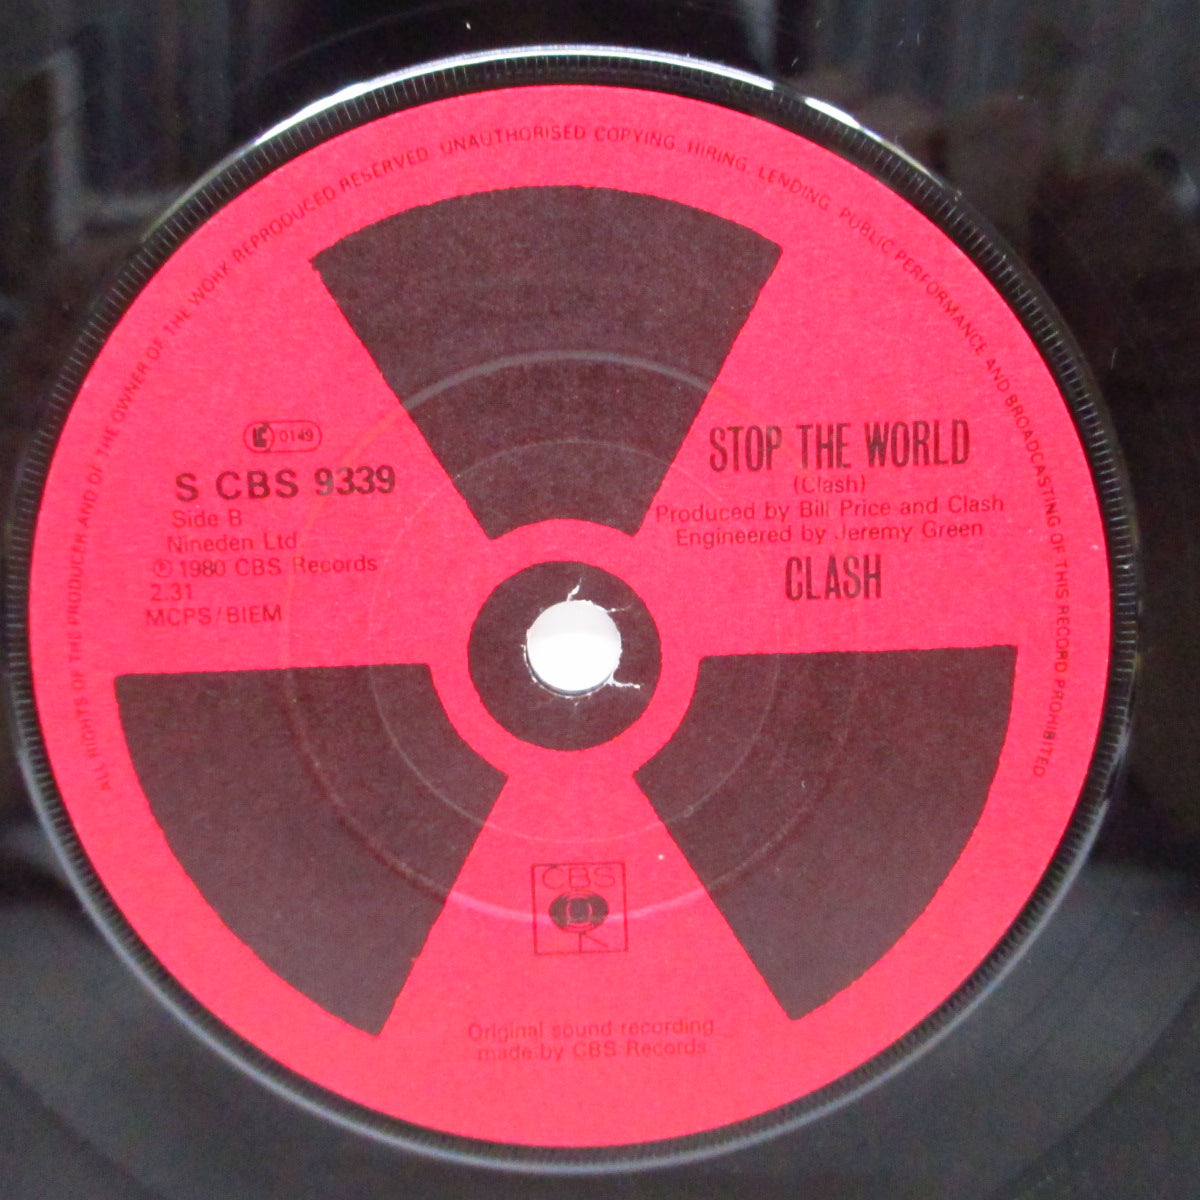 ALL RIGHTS OF THE PRODUCER AND OF THE OWNER OF THE WORK REPRODUCED RESERVED UNAUTHORISED COPYING, HIRING, LENDING, PUBLIC PERFORMANCE AND BROADCASTING OF THIS RECORD PROHIBITED
LC 0149
S CBS 9339
Side B
Nineden Ltd
℗ 1980 CBS Records
2.31
MCPS/BIEM
STOP THE WORLD
(Clash)
Produced by Bill Price and Clash
Engineered by Jeremy Green
CLASH
CBS
Original sound recording
made by CBS Records